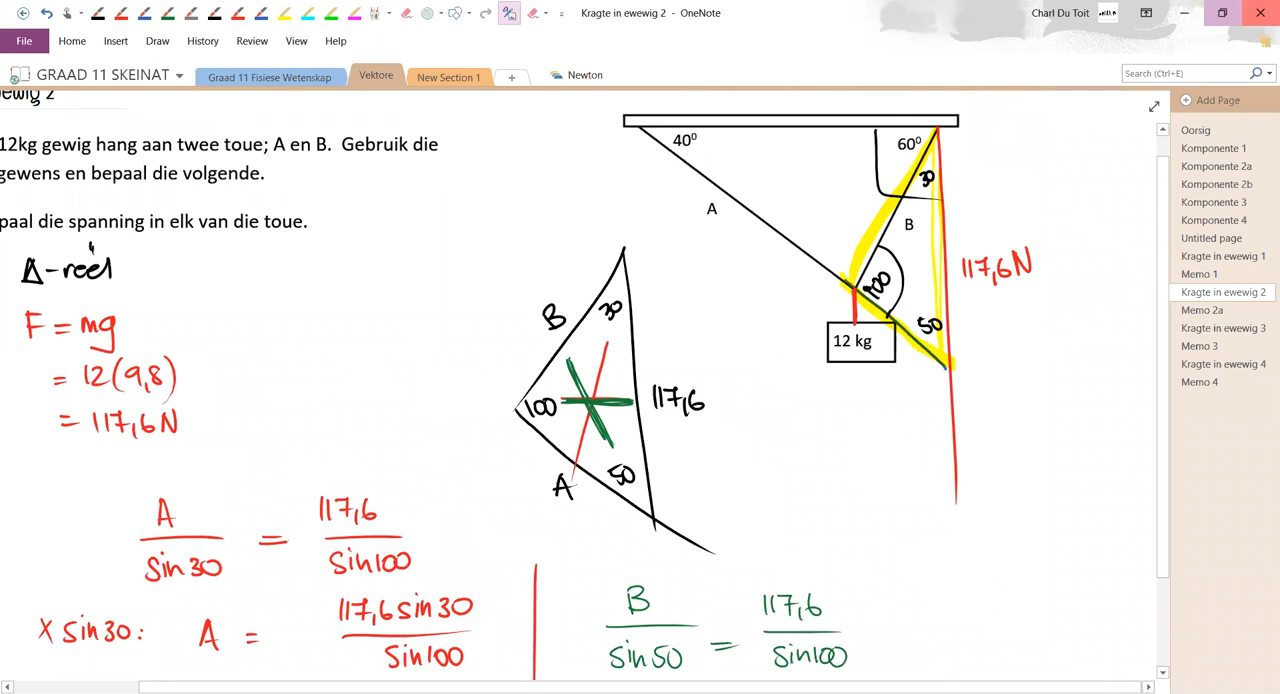 Kragte in ewewig 2 - OneNote
Charl Du Toit
File Home Insert Draw History Review View Help
GRAAD 11 SKEINAT
Graad 11 Fisiese Wetenskap
Vektore
New Section 1
Newton
Search (Ctrl+E)
Add Page
Oorsig
Komponente 1
Komponente 2a
Komponente 2b
Komponente 3
Komponente 4
Untitled page
Kragte in ewewig 1
Memo 1
Kragte in ewewig 2
Memo 2a
Kragte in ewewig 3
Memo 3
Kragte in ewewig 4
Memo 4
ewig 2
12kg gewig hang aan twee toue; A en B. Gebruik die
gewens en bepaal die volgende.
paal die spanning in elk van die toue.
Δ-reël
F = mg
= 12(9,8)
= 117,6N
40⁰
60⁰
30
A
B
100
50
117,6N
12 kg
B
30
100
117,6
50
A
A / sin30 = 117,6 / sin100
x sin30: A = 117,6 sin30 / sin100
B / sin50 = 117,6 / sin100